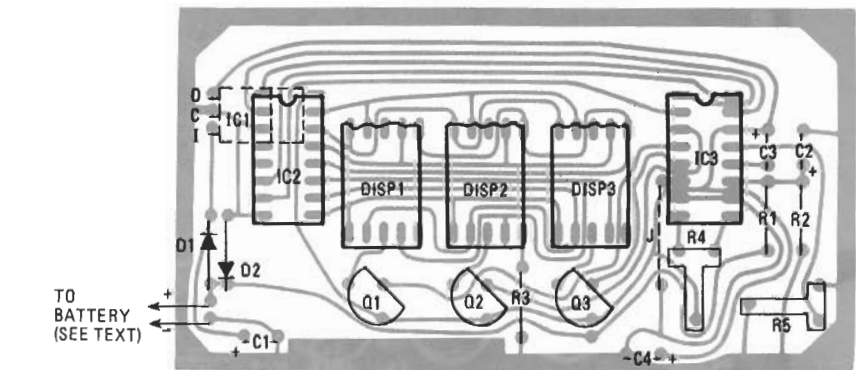 O
C
I
IC1
IC2
IC3
+
C3
C2
+
DISP1
DISP2
DISP3
R1
R2
J
R4
D1
D2
Q1
Q2
R3
Q3
R5
TO
BATTERY
(SEE TEXT)
+
-
+ -C1-
-C4- +